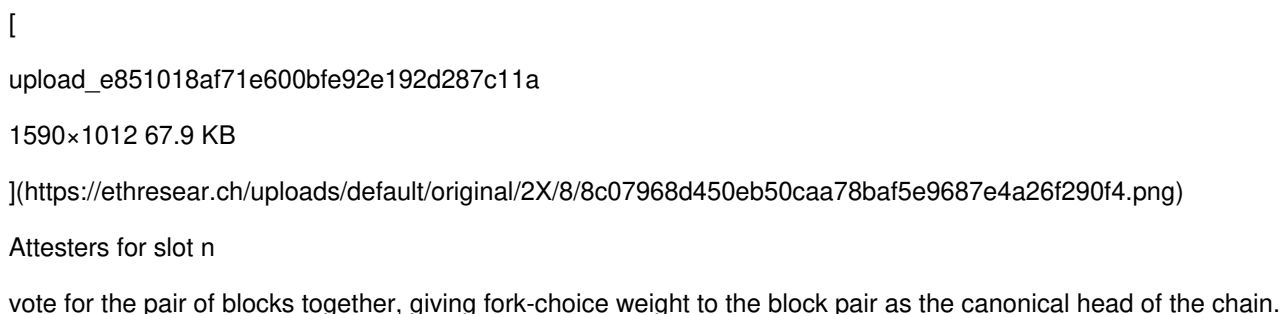 [
upload_e851018af71e600bfe92e192d287c11a
1590×1012 67.9 KB
](https://ethresear.ch/uploads/default/original/2X/8/8c07968d450eb50caa78baf5e9687e4a26f290f4.png)
Attesters for slot n
vote for the pair of blocks together, giving fork-choice weight to the block pair as the canonical head of the chain.